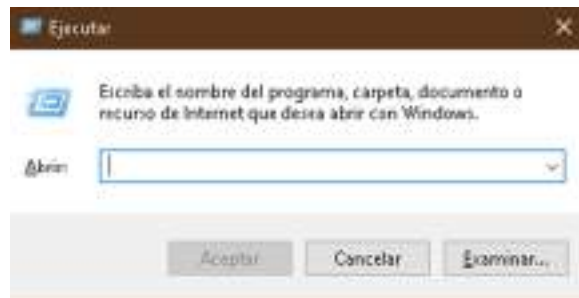 Ejecutar
Escriba el nombre del programa, carpeta, documento o
recurso de Internet que desea abrir con Windows.
Abrir:
Aceptar Cancelar Examinar...